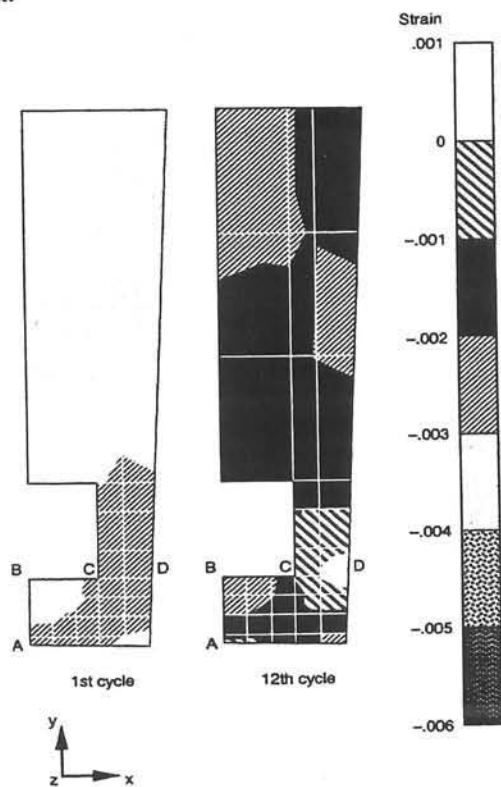 Strain
.001
0
–.001
–.002
–.003
–.004
–.005
–.006
B C D
A
1st cycle
B C D
A
12th cycle
y
z x